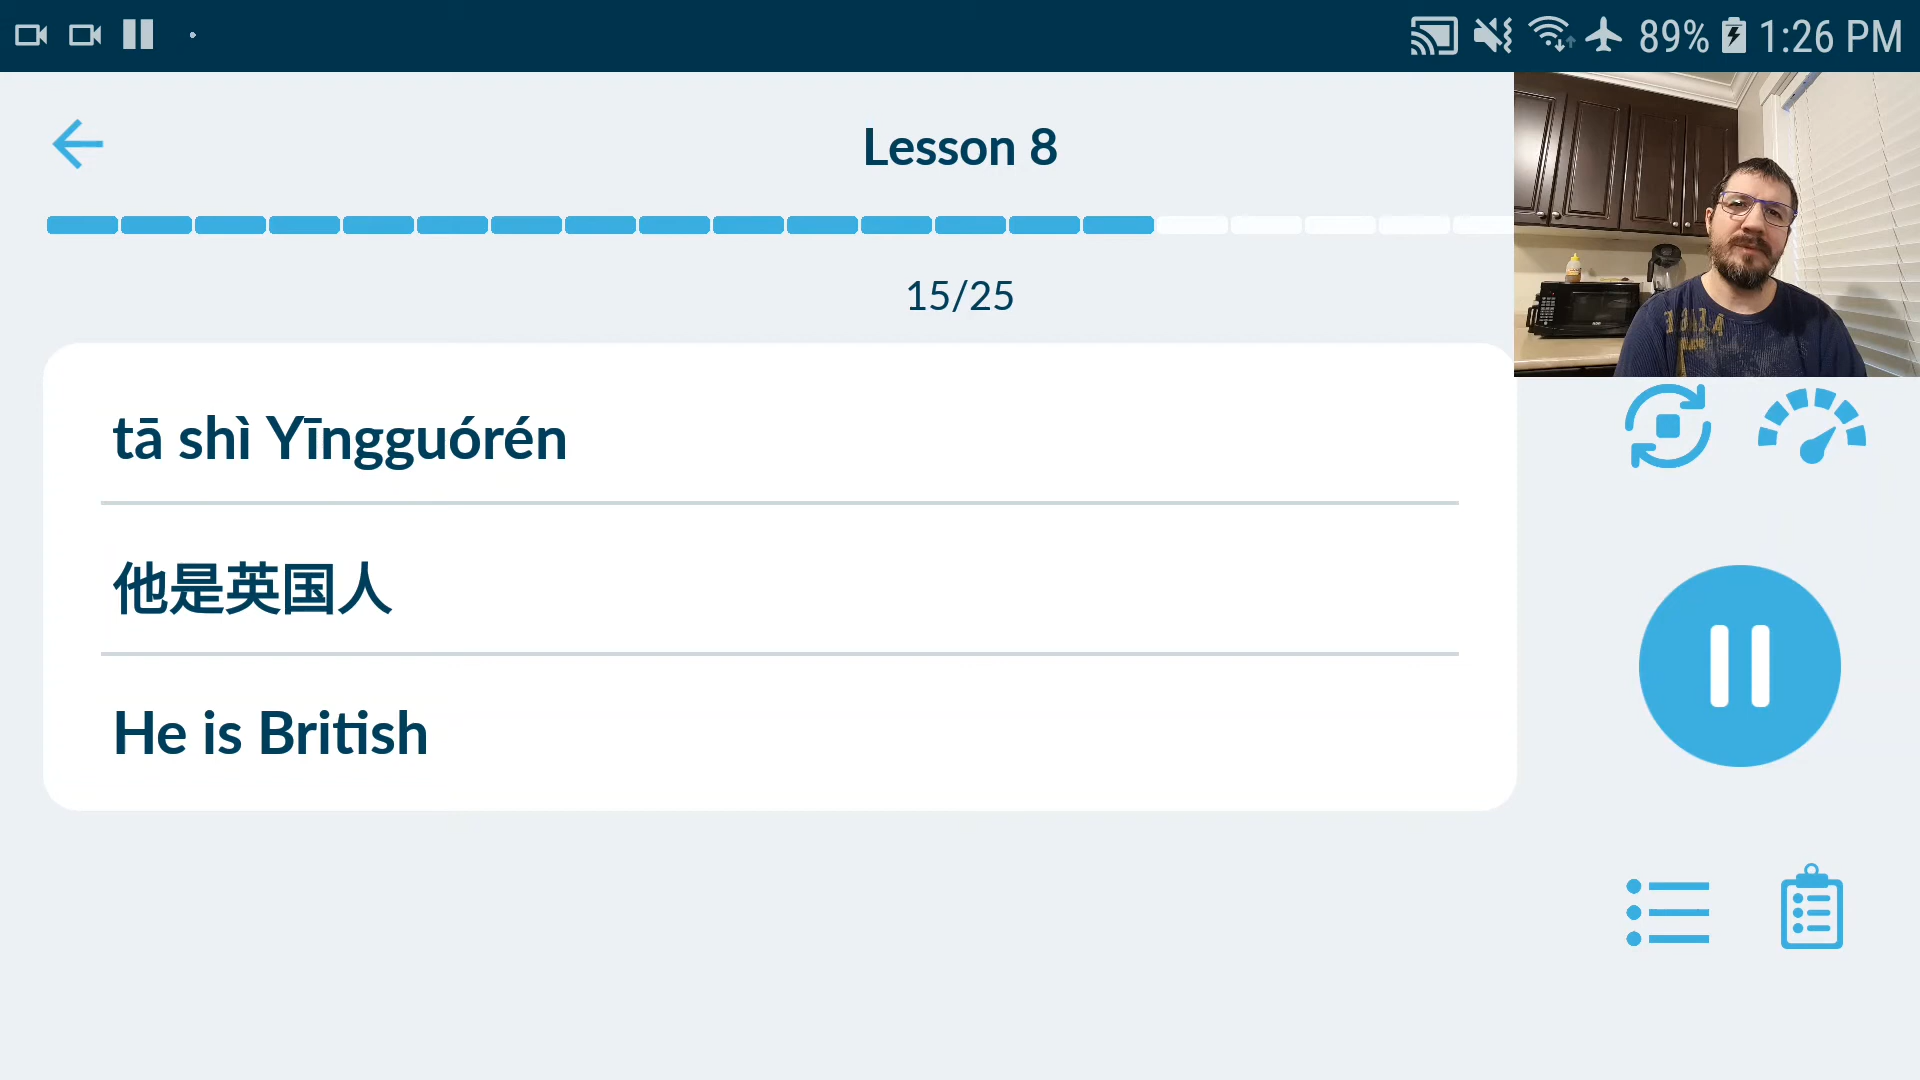 89% 1:26 PM
Lesson 8
15/25
tā shì Yīngguórén
他是英国人
He is British